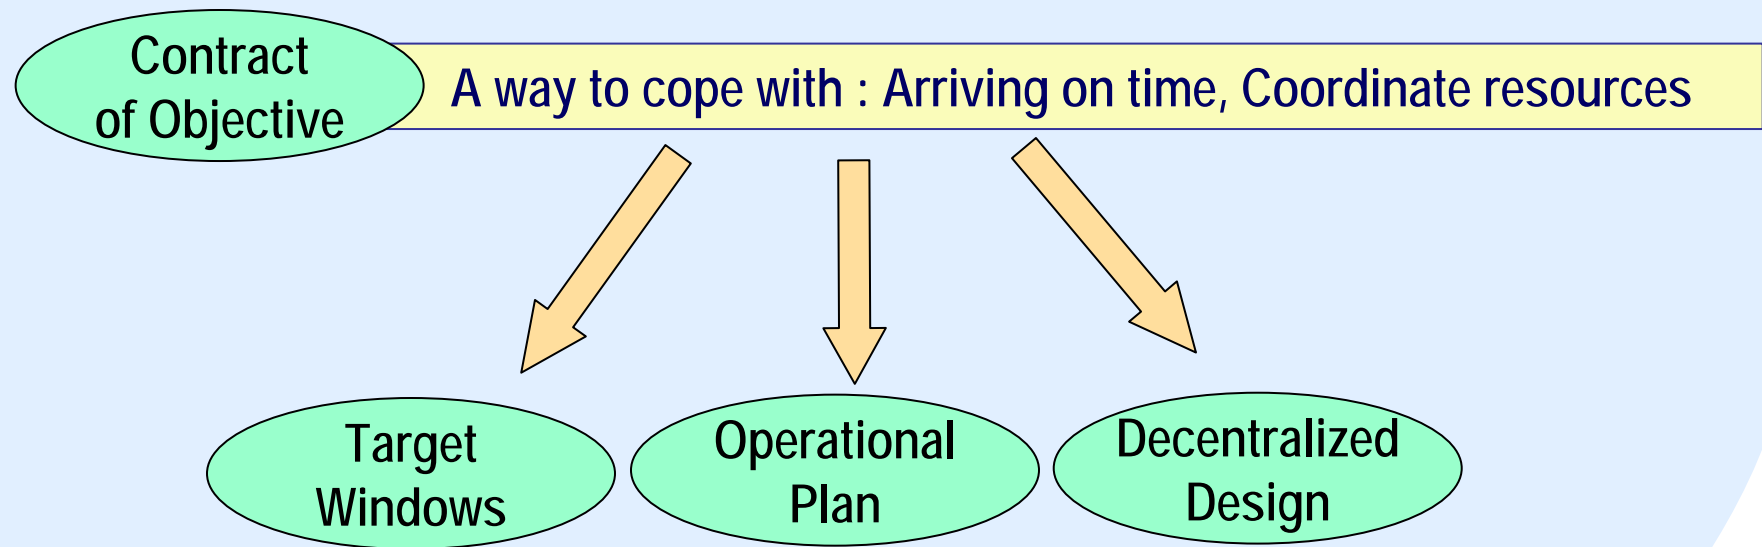 Contract
of Objective
A way to cope with : Arriving on time, Coordinate resources
Target
Windows
Operational
Plan
Decentralized
Design